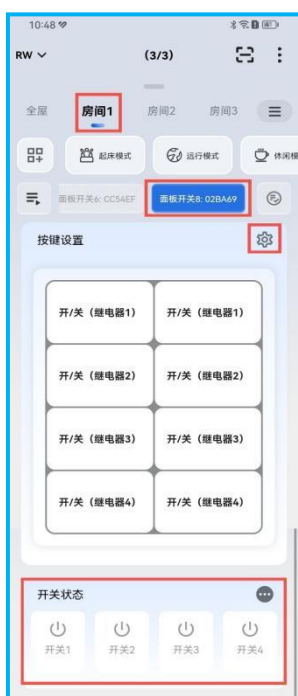 10:48
RW (3/3)
全屋 房间1 房间2 房间3
起床模式 运行模式 休闲模
面板开关6: CC54EF 面板开关8: 02BA69
按键设置
开/关（继电器1） 开/关（继电器1）
开/关（继电器2） 开/关（继电器2）
开/关（继电器3） 开/关（继电器3）
开/关（继电器4） 开/关（继电器4）
开关状态
开关1 开关2 开关3 开关4